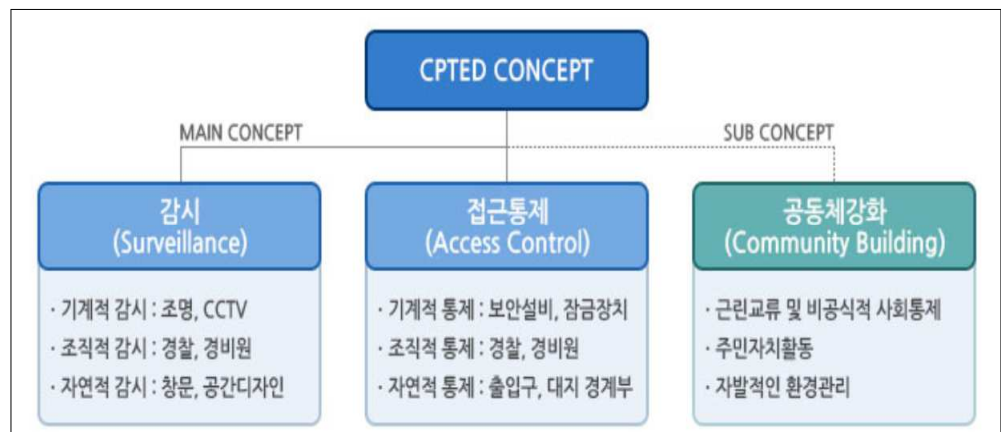 CPTED CONCEPT
MAIN CONCEPT
SUB CONCEPT
감시
(Surveillance)
· 기계적 감시 : 조명, CCTV
· 조직적 감시 : 경찰, 경비원
· 자연적 감시 : 창문, 공간디자인
접근통제
(Access Control)
· 기계적 통제 : 보안설비, 잠금장치
· 조직적 통제 : 경찰, 경비원
· 자연적 통제 : 출입구, 대지 경계부
공동체강화
(Community Building)
· 근린교류 및 비공식적 사회통제
· 주민자치활동
· 자발적인 환경관리